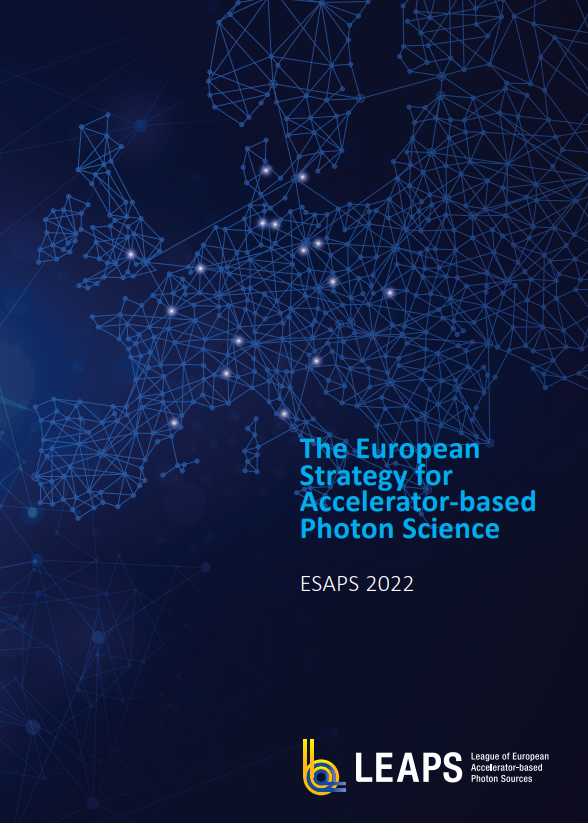 The European
Strategy for
Accelerator-based
Photon Science
ESAPS 2022
LEAPS
League of European
Accelerator-based
Photon Sources